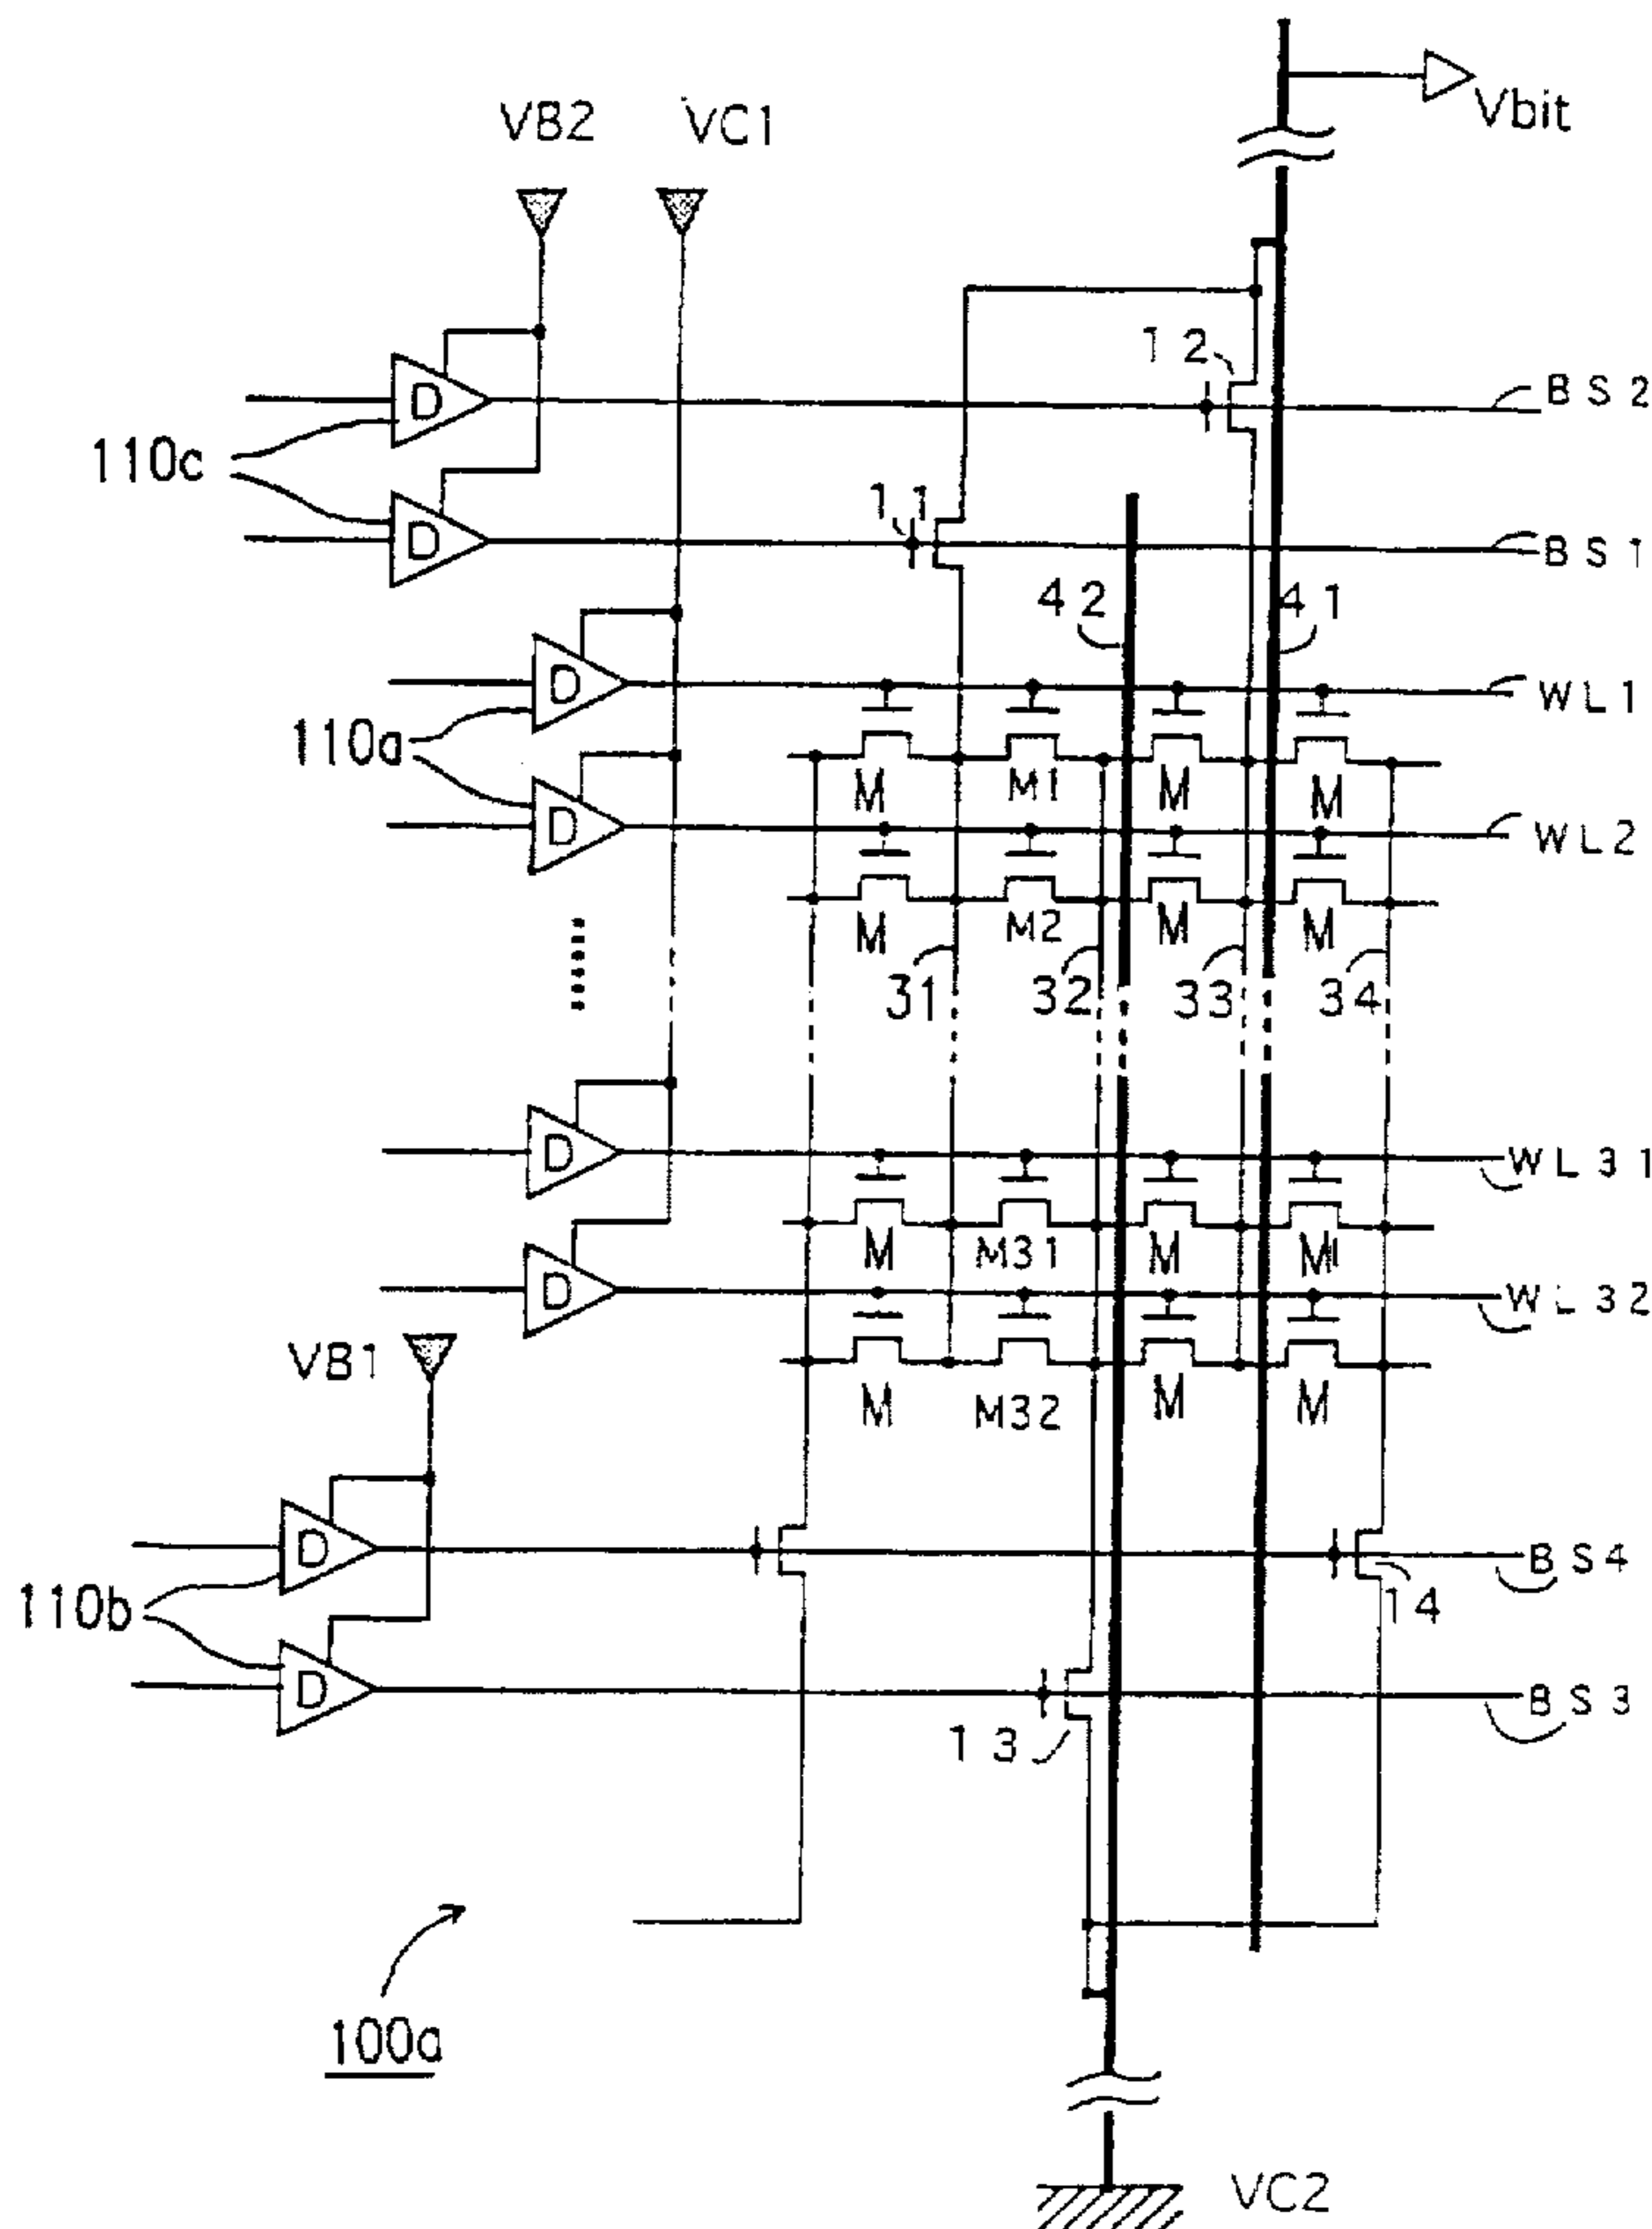 Vbit
VB2 VC1
12
D BS2
110c
D 11 BS1
42 41
D WL1
110a
M M1 M M
D WL2
M M2 M M
31 32 33 34
D WL31
M M31 M M
D WL32
VB1
M M32 M M
D BS4
14
110b
D BS3
13
100a
VC2